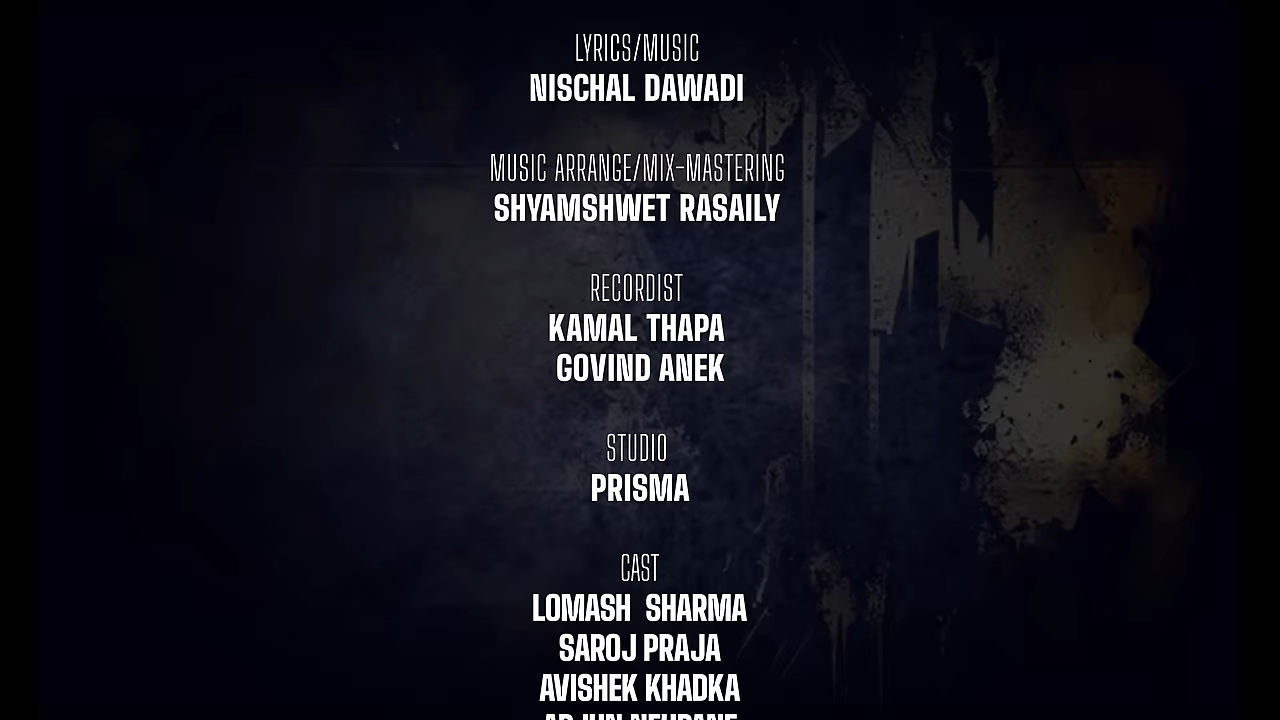 LYRICS/MUSIC
NISCHAL DAWADI
MUSIC ARRANGE/MIX-MASTERING
SHYAMSHWET RASAILY
RECORDIST
KAMAL THAPA
GOVIND ANEK
STUDIO
PRISMA
CAST
LOMASH SHARMA
SAROJ PRAJA
AVISHEK KHADKA